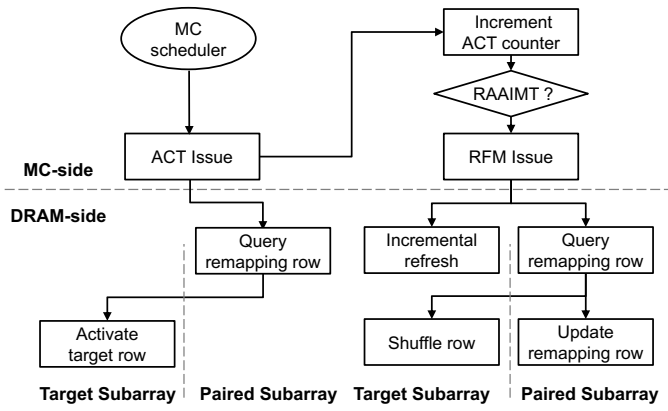 MC
scheduler
Increment
ACT counter
RAAIMT ?
ACT Issue
RFM Issue
MC-side
DRAM-side
Query
remapping row
Incremental
refresh
Query
remapping row
Activate
target row
Shuffle row
Update
remapping row
Target Subarray
Paired Subarray
Target Subarray
Paired Subarray